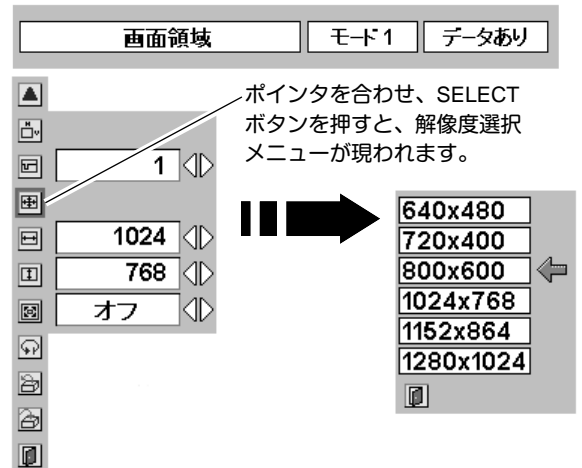 画面領域
モード1
データあり
ポインタを合わせ、SELECT
ボタンを押すと、解像度選択
メニューが現われます。
1
1024
768
オフ
640x480
720x400
800x600
1024x768
1152x864
1280x1024